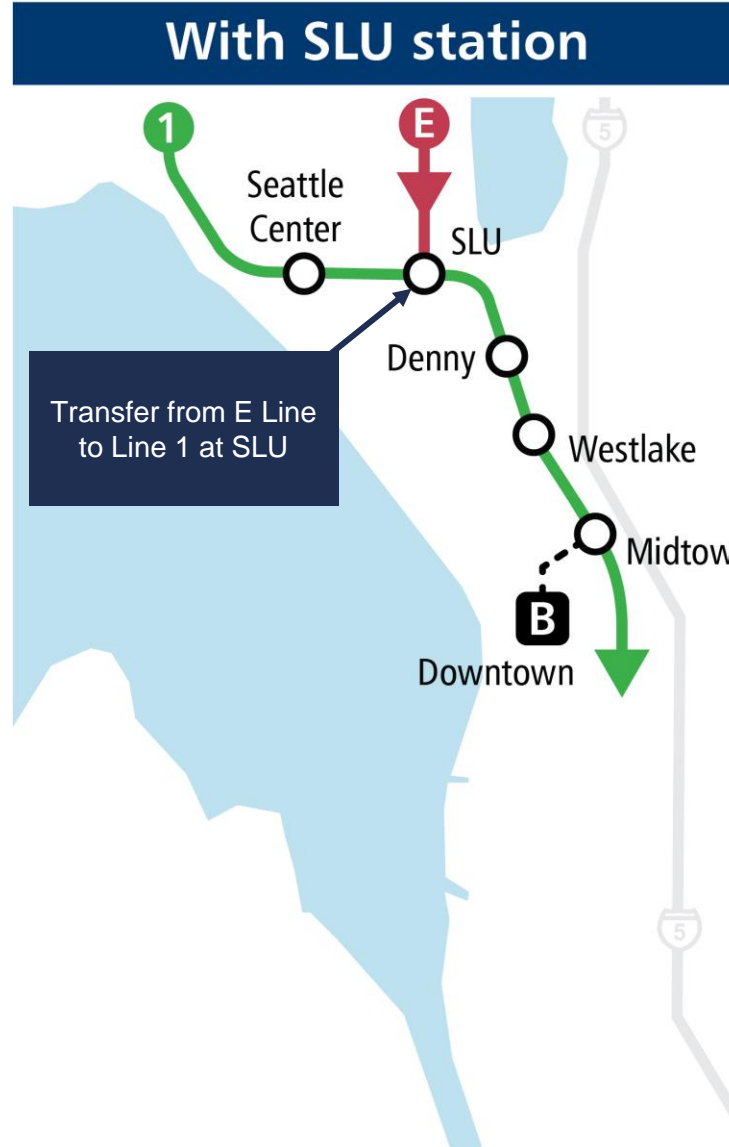 With SLU station
1
E
5
Seattle
Center
SLU
Denny
Transfer from E Line
to Line 1 at SLU
Westlake
Midtow
B
Downtown
5